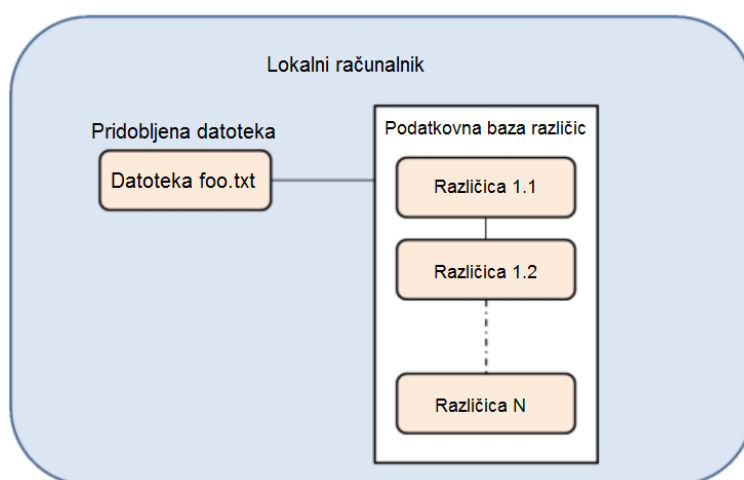 Lokalni računalnik
Pridobljena datoteka
Datoteka foo.txt
Podatkovna baza različic
Različica 1.1
Različica 1.2
Različica N